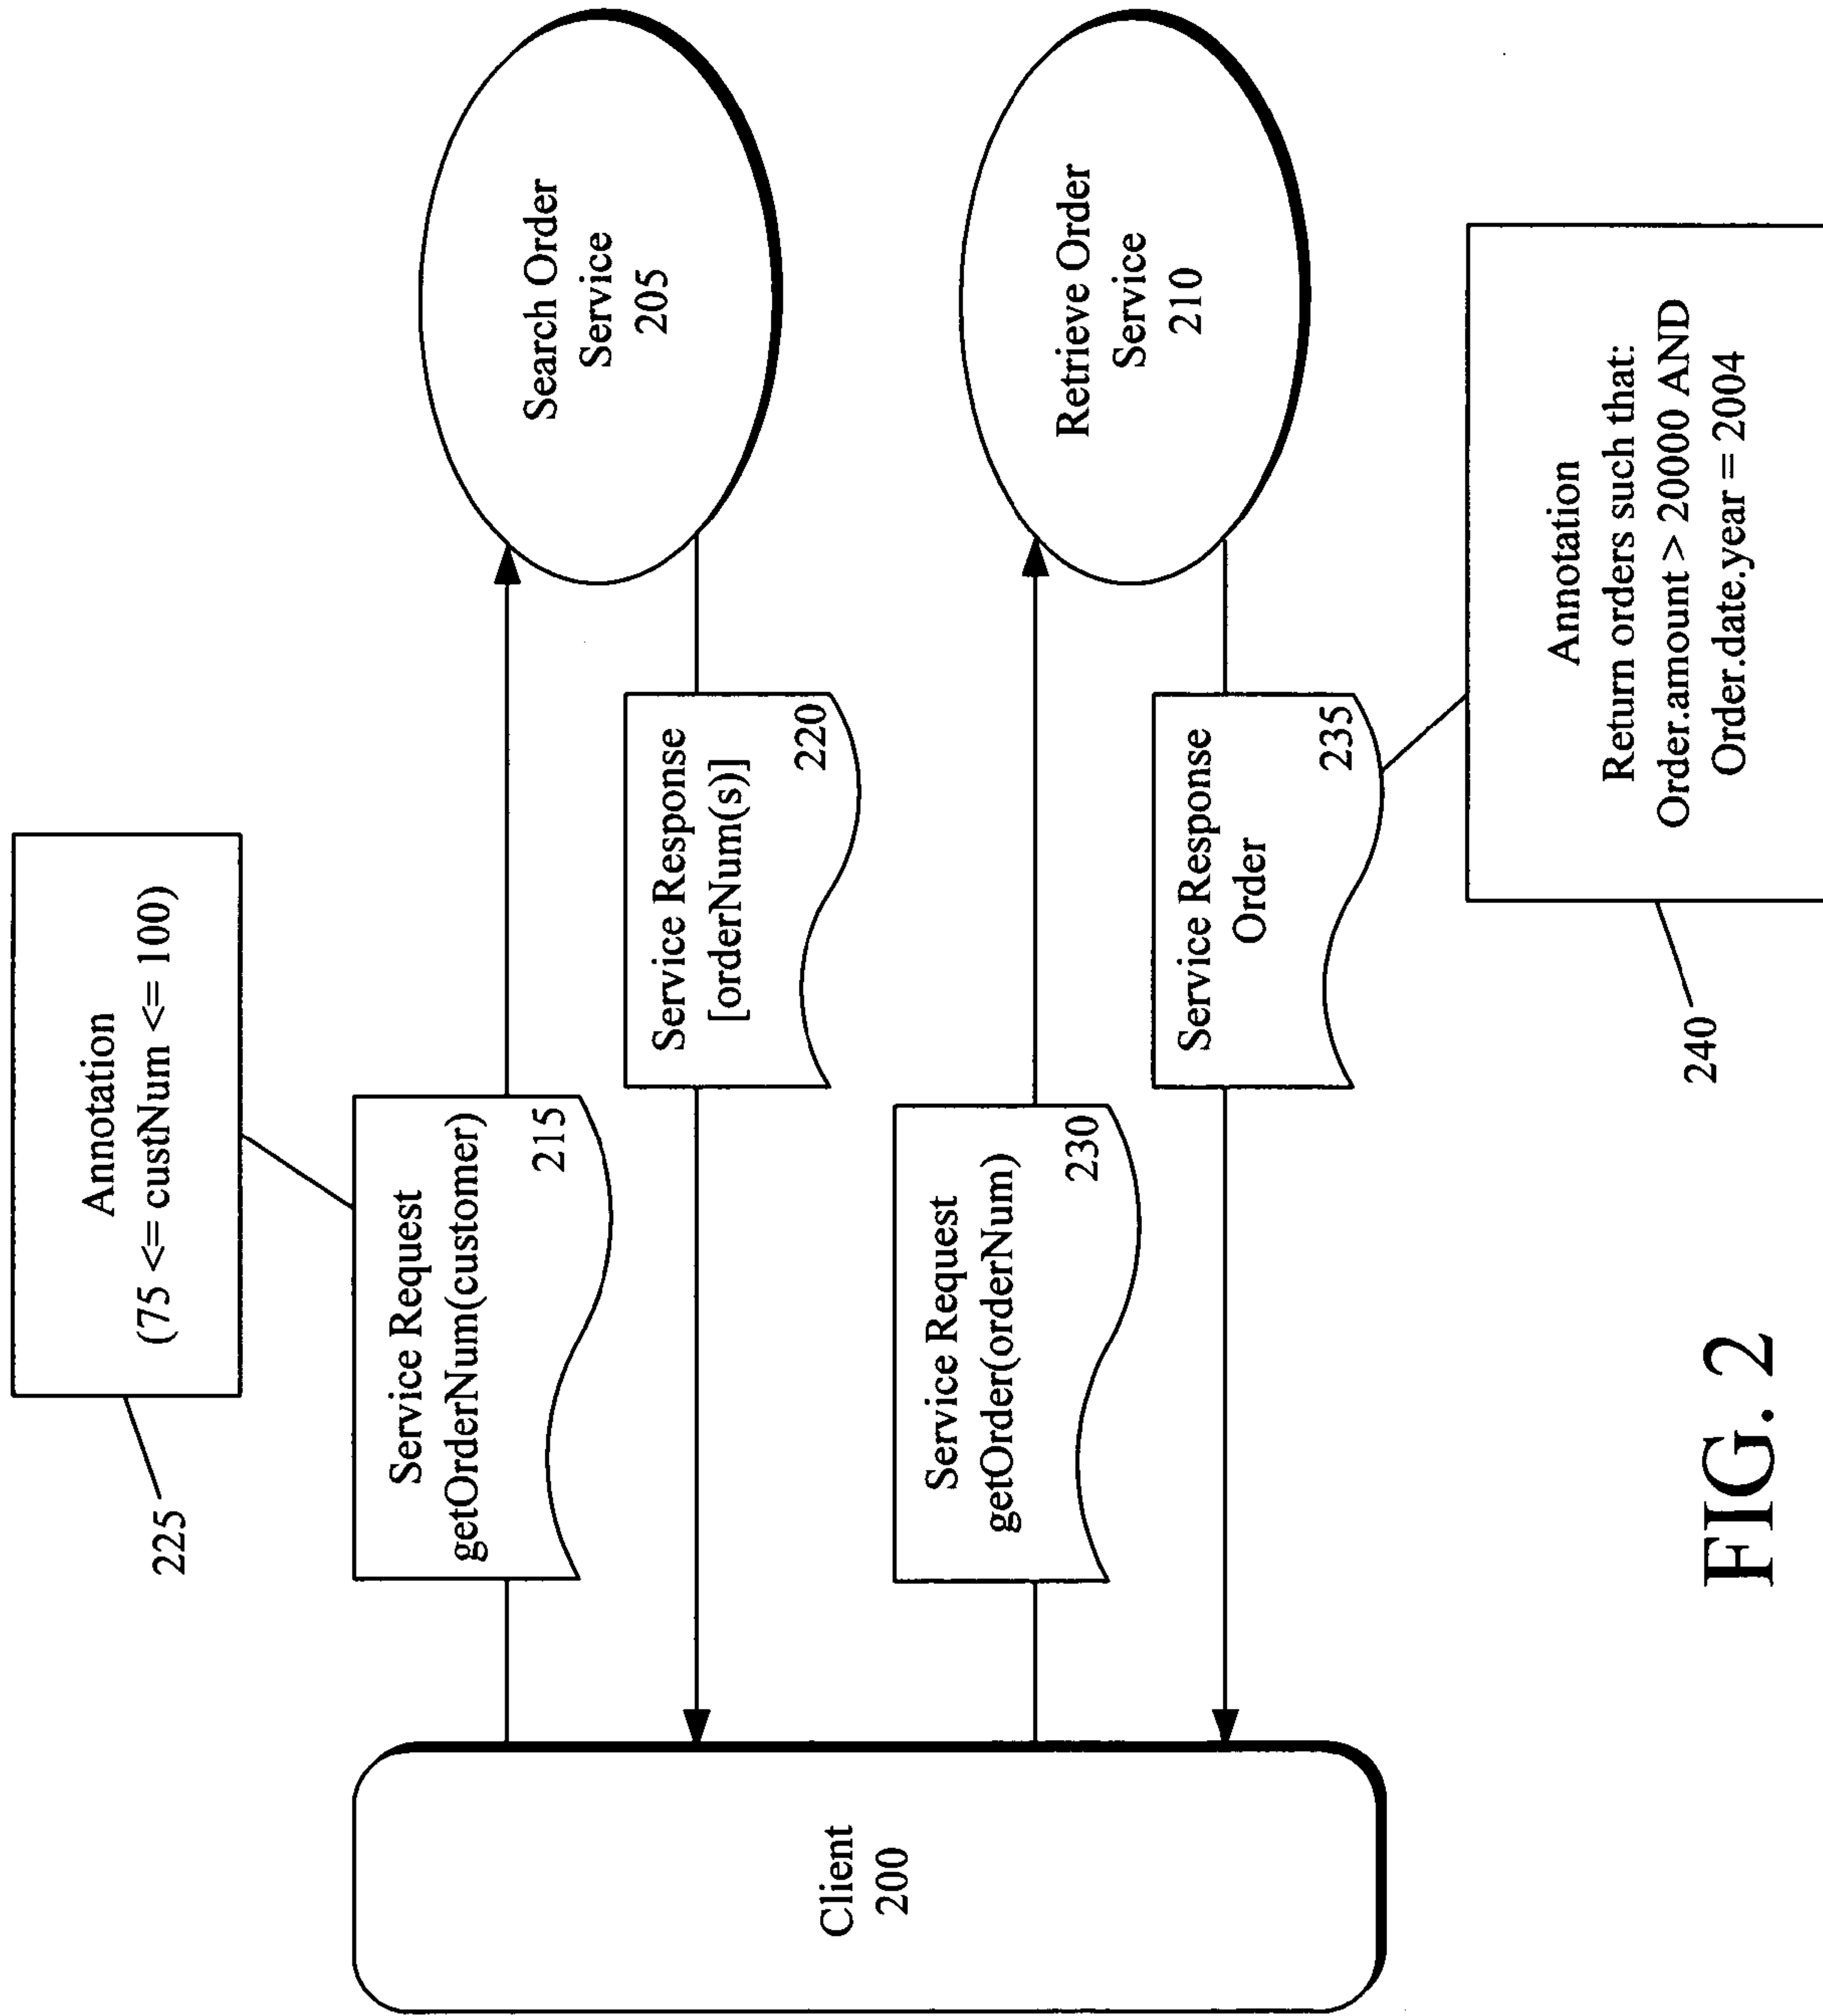 225
Annotation
(75 <= custNum <= 100)
Service Request
getOrderNum(customer)
215
Search Order
Service
205
Service Response
[orderNum(s)]
220
Client
200
Service Request
getOrder(orderNum)
230
Retrieve Order
Service
210
Service Response
Order
235
240
Annotation
Return orders such that:
Order.amount > 20000 AND
Order.date.year = 2004
FIG. 2